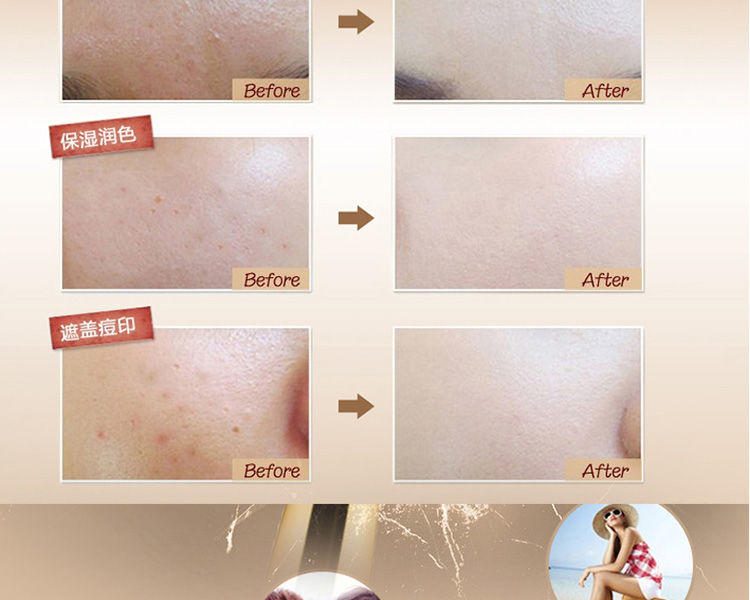 Before
After
保湿润色
Before
After
遮盖痘印
Before
After